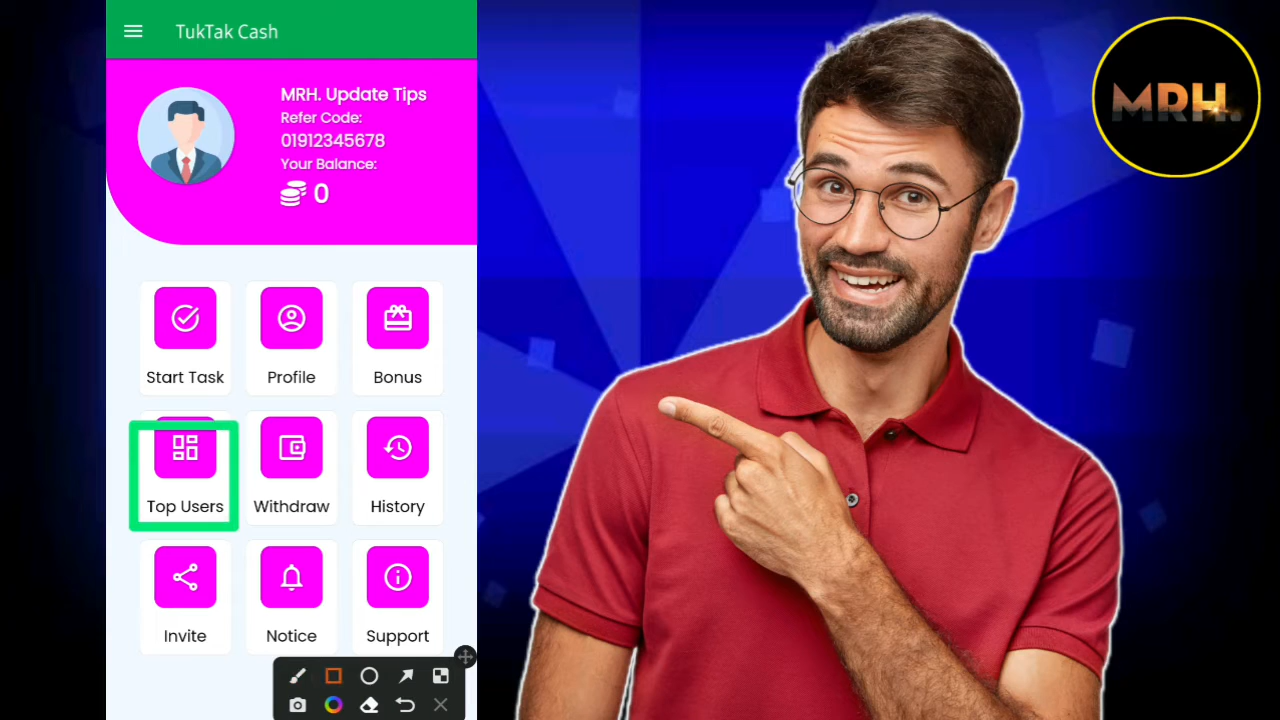 TukTak Cash
MRH. Update Tips
Refer Code:
01912345678
Your Balance:
0
Start Task
Profile
Bonus
Top Users
Withdraw
History
Invite
Notice
Support
MRH.